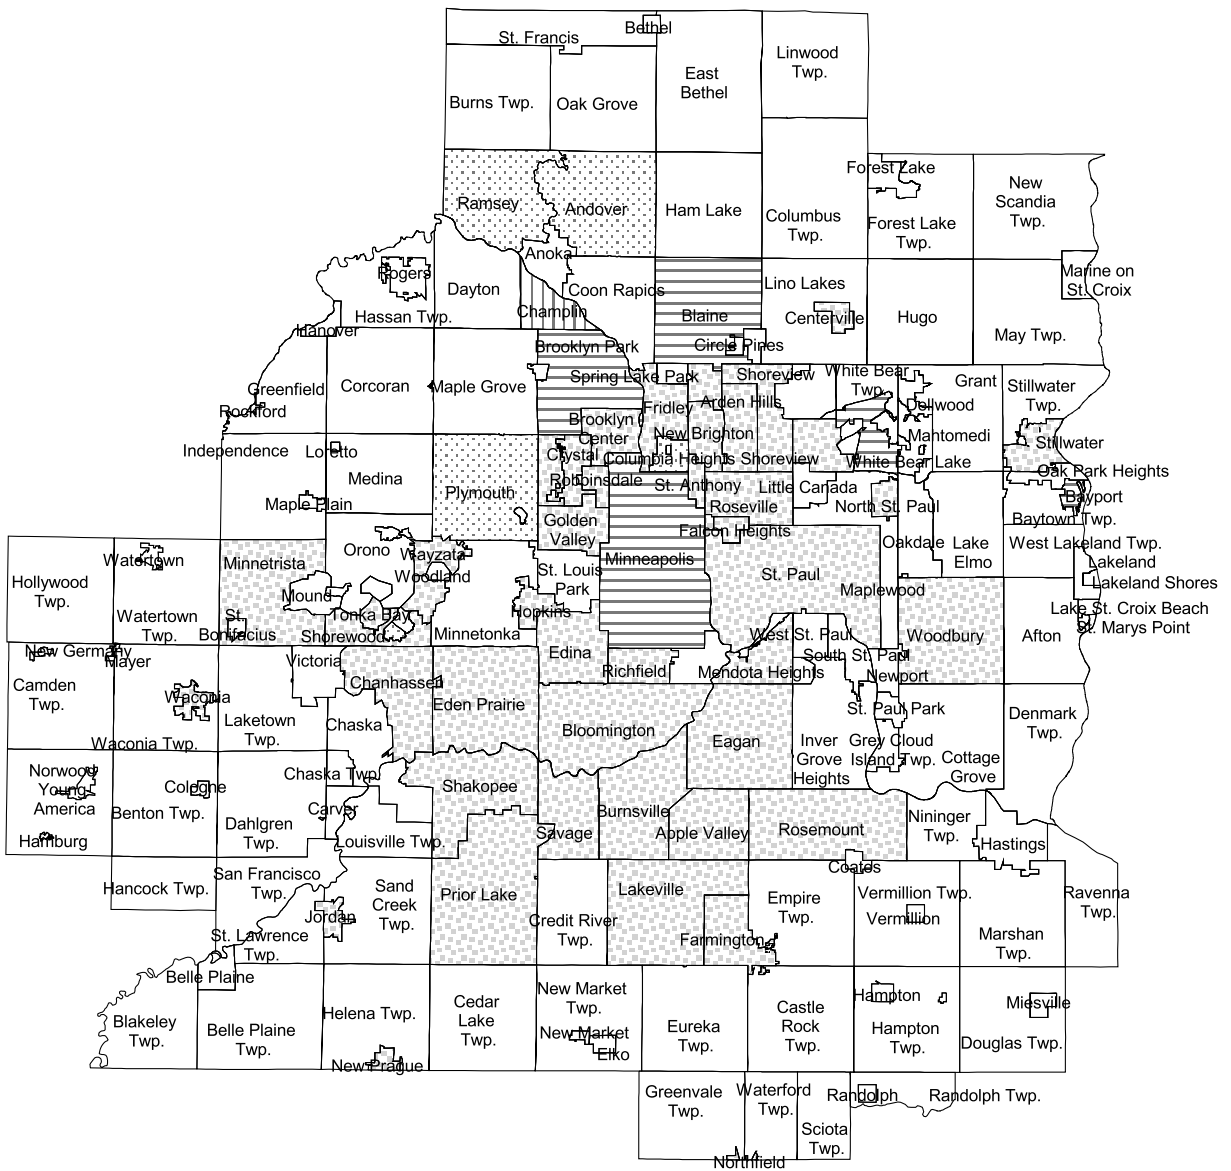 Bethel
St. Francis
Linwood
Twp.
East
Bethel
Burns Twp.
Oak Grove
Forest Lake
New
Scandia
Twp.
Ramsey
Andover
Ham Lake
Columbus
Twp.
Forest Lake
Twp.
Anoka
Rogers
Marine on
St. Croix
Dayton
Coon Rapids
Lino Lakes
Hassan Twp.
Champlin
Blaine
Centerville
Hugo
Hanover
May Twp.
Brooklyn Park
Circle Pines
Greenfield
Corcoran
Maple Grove
Spring Lake Park
Shoreview
White Bear
Twp.
Grant
Stillwater
Twp.
Rockford
Fridley
Arden Hills
Dellwood
Brooklyn
Center
New Brighton
Mahtomedi
Stillwater
Independence
Loretto
Crystal
Columbia Heights
Shoreview
White Bear Lake
Oak Park Heights
Medina
Robbinsdale
St. Anthony
Little Canada
Plymouth
Bayport
Maple Plain
Roseville
North St. Paul
Golden
Valley
Falcon Heights
Baytown Twp.
Orono
Wayzata
Oakdale
Lake
Elmo
West Lakeland Twp.
Watertown
Minnetrista
Minneapolis
Lakeland
Hollywood
Twp.
Woodland
St. Louis
Park
St. Paul
Maplewood
Lakeland Shores
Mound
Watertown
Twp.
St.
Bonifacius
Tonka Bay
Hopkins
Lake St. Croix Beach
Shorewood
Minnetonka
West St. Paul
Woodbury
Afton
St. Marys Point
New Germany
Mayer
Victoria
Edina
South St. Paul
Richfield
Mendota Heights
Newport
Camden
Twp.
Chanhassen
Waconia
Eden Prairie
St. Paul Park
Laketown
Twp.
Chaska
Bloomington
Denmark
Twp.
Waconia Twp.
Eagan
Inver
Grove
Heights
Grey Cloud
Island Twp.
Cottage
Grove
Norwood
Young
America
Chaska Twp.
Cologne
Shakopee
Benton Twp.
Carver
Burnsville
Dahlgren
Twp.
Savage
Apple Valley
Rosemount
Nininger
Twp.
Hamburg
Louisville Twp.
Hastings
Coates
Hancock Twp.
San Francisco
Twp.
Sand
Creek
Twp.
Prior Lake
Lakeville
Empire
Twp.
Vermillion Twp.
Ravenna
Twp.
Jordan
Credit River
Twp.
Vermillion
St. Lawrence
Twp.
Farmington
Marshan
Twp.
Belle Plaine
New Market
Twp.
Hampton
Miesville
Blakeley
Twp.
Helena Twp.
Cedar
Lake
Twp.
Castle
Rock
Twp.
Belle Plaine
Twp.
New Market
Elko
Eureka
Twp.
Hampton
Twp.
Douglas Twp.
New Prague
Greenvale
Twp.
Waterford
Twp.
Randolph
Randolph Twp.
Sciota
Twp.
Northfield